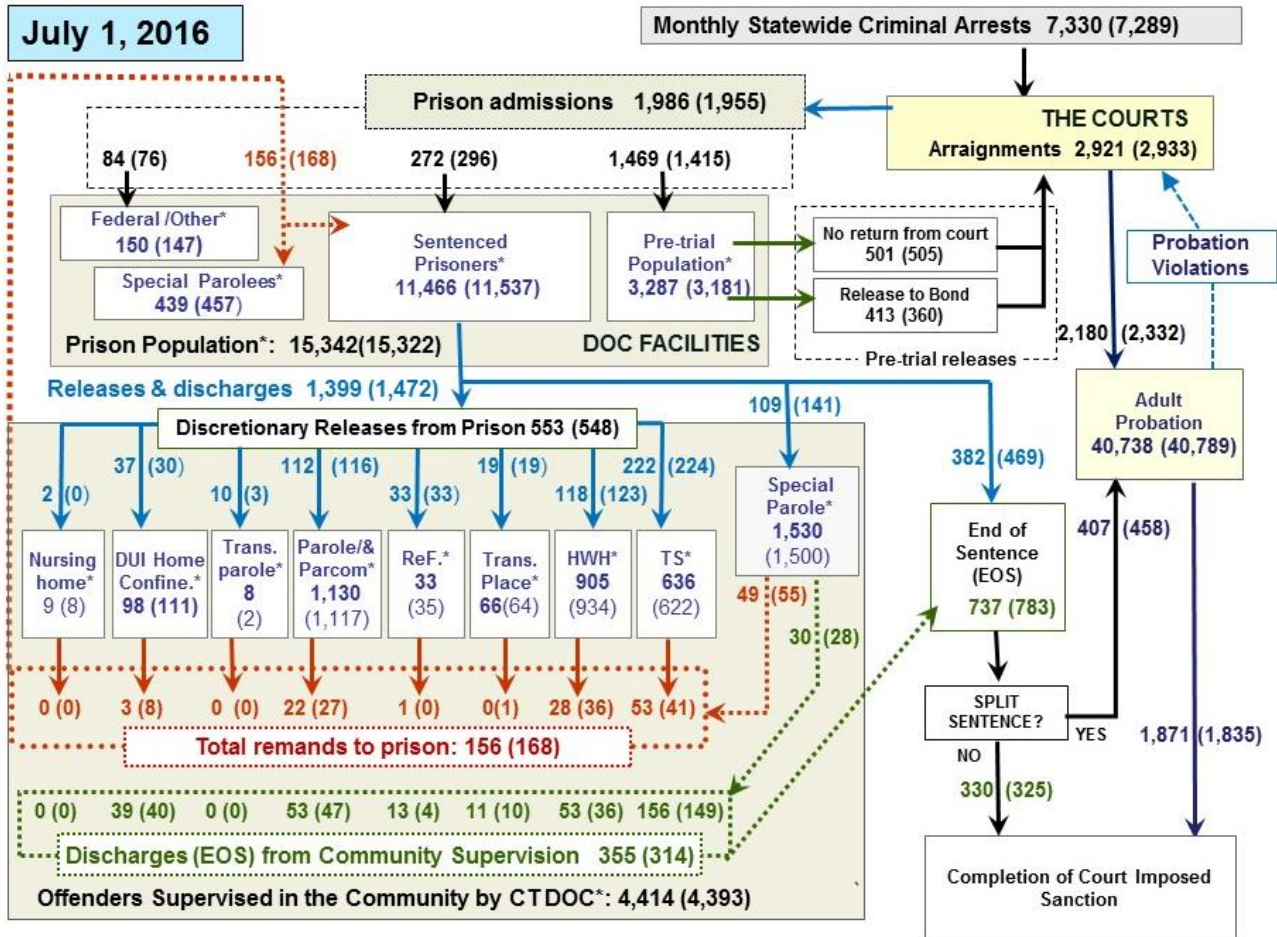 July 1, 2016
Monthly Statewide Criminal Arrests 7,330 (7,289)
Prison admissions 1,986 (1,955)
THE COURTS
Arraignments 2,921 (2,933)
84 (76)
156 (168)
272 (296)
1,469 (1,415)
Federal /Other*
150 (147)
Special Parolees*
439 (457)
Sentenced
Prisoners*
11,466 (11,537)
Pre-trial
Population*
3,287 (3,181)
No return from court
501 (505)
Release to Bond
413 (360)
Pre-trial releases
Probation
Violations
Prison Population*: 15,342(15,322)
DOC FACILITIES
2,180 (2,332)
Releases & discharges 1,399 (1,472)
109 (141)
Adult
Probation
40,738 (40,789)
Discretionary Releases from Prison 553 (548)
382 (469)
37 (30)
112 (116)
19 (19)
222 (224)
2 (0)
10 (3)
33 (33)
118 (123)
Special
Parole*
1,530
(1,500)
407 (458)
Nursing
home*
9 (8)
DUI Home
Confine.*
98 (111)
Trans.
parole*
8
(2)
Parole/&
Parcom*
1,130
(1,117)
ReF.*
33
(35)
Trans.
Place*
66(64)
HWH*
905
(934)
TS*
636
(622)
End of
Sentence
(EOS)
737 (783)
49 (55)
30 (28)
0 (0)
3 (8)
0 (0)
22 (27)
1 (0)
0(1)
28 (36)
53 (41)
Total remands to prison: 156 (168)
SPLIT
SENTENCE?
YES
NO
1,871 (1,835)
330 (325)
0 (0)
39 (40)
0 (0)
53 (47)
13 (4)
11 (10)
53 (36)
156 (149)
Discharges (EOS) from Community Supervision 355 (314)
Offenders Supervised in the Community by CTDOC*: 4,414 (4,393)
Completion of Court Imposed
Sanction